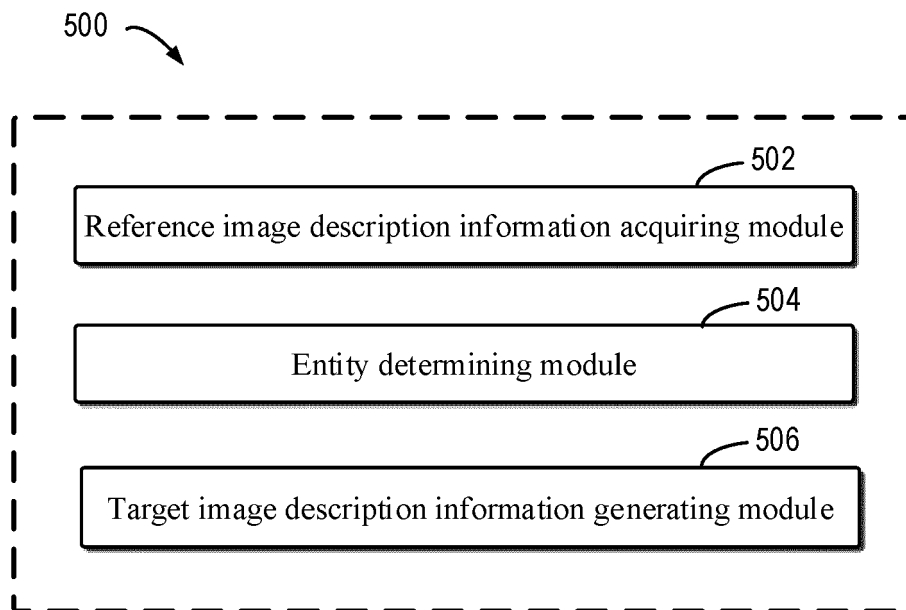 500
502
Reference image description information acquiring module
504
Entity determining module
506
Target image description information generating module